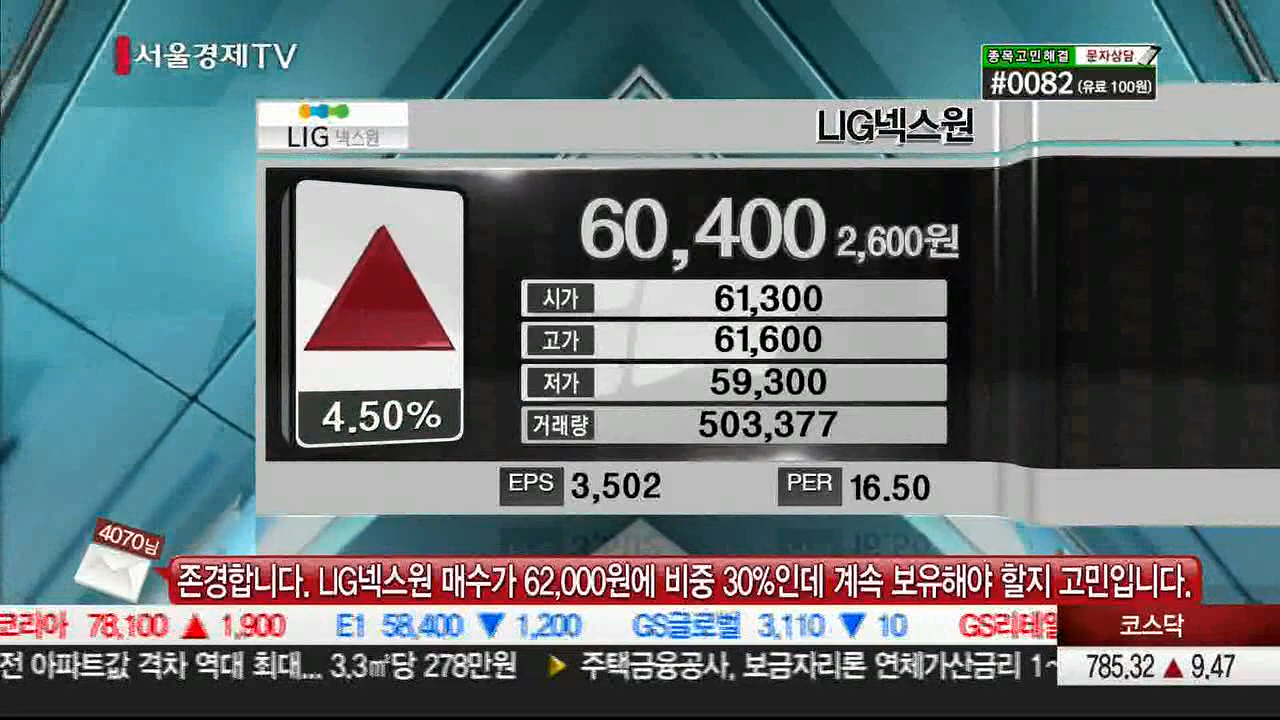 서울경제TV
종목고민해결 문자상담
#0082 (유료 100원)
LIG 넥스원
LIG넥스원
60,400 2,600원
4.50%
시가 61,300
고가 61,600
저가 59,300
거래량 503,377
EPS 3,502 PER 16.50
4070님
존경합니다. LIG넥스원 매수가 62,000원에 비중 30%인데 계속 보유해야 할지 고민입니다.
코리아 78,100 ▲ 1,900 E1 58,400 ▼ 1,200 GS글로벌 3,110 ▼ 10 GS리테일
코스닥
전 아파트값 격차 역대 최대... 3.3㎡당 278만원 ▶ 주택금융공사, 보금자리론 연체가산금리 1~
785.32 ▲ 9.47